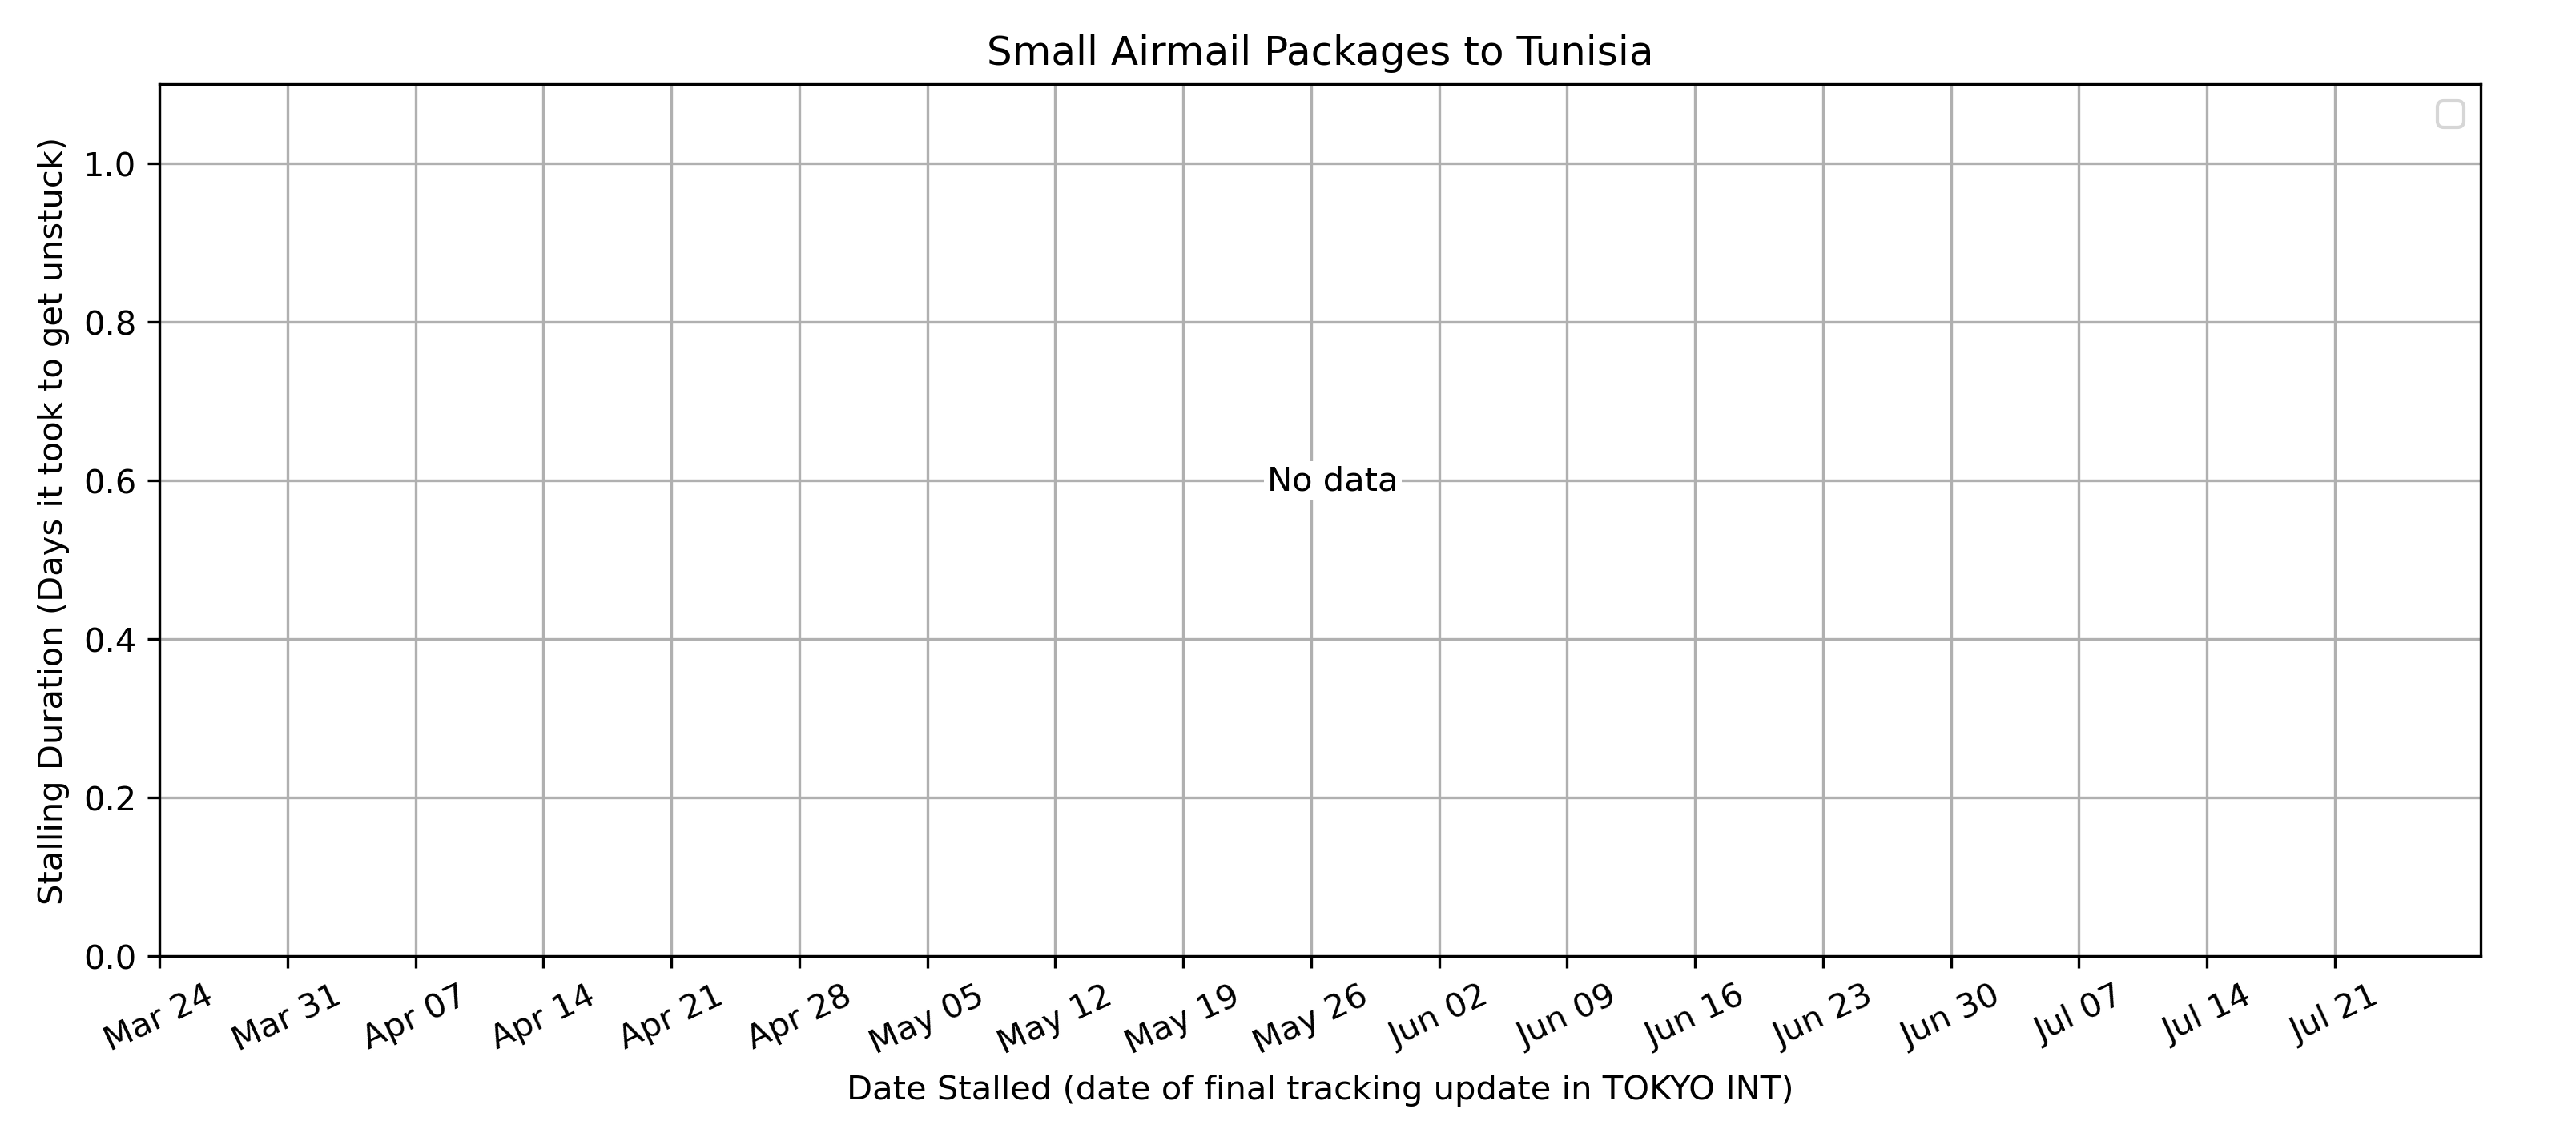 Small Airmail Packages to Tunisia
Stalling Duration (Days it took to get unstuck)
1.0
0.8
0.6
0.4
0.2
0.0
No data
Mar 24
Mar 31
Apr 07
Apr 14
Apr 21
Apr 28
May 05
May 12
May 19
May 26
Jun 02
Jun 09
Jun 16
Jun 23
Jun 30
Jul 07
Jul 14
Jul 21
Date Stalled (date of final tracking update in TOKYO INT)